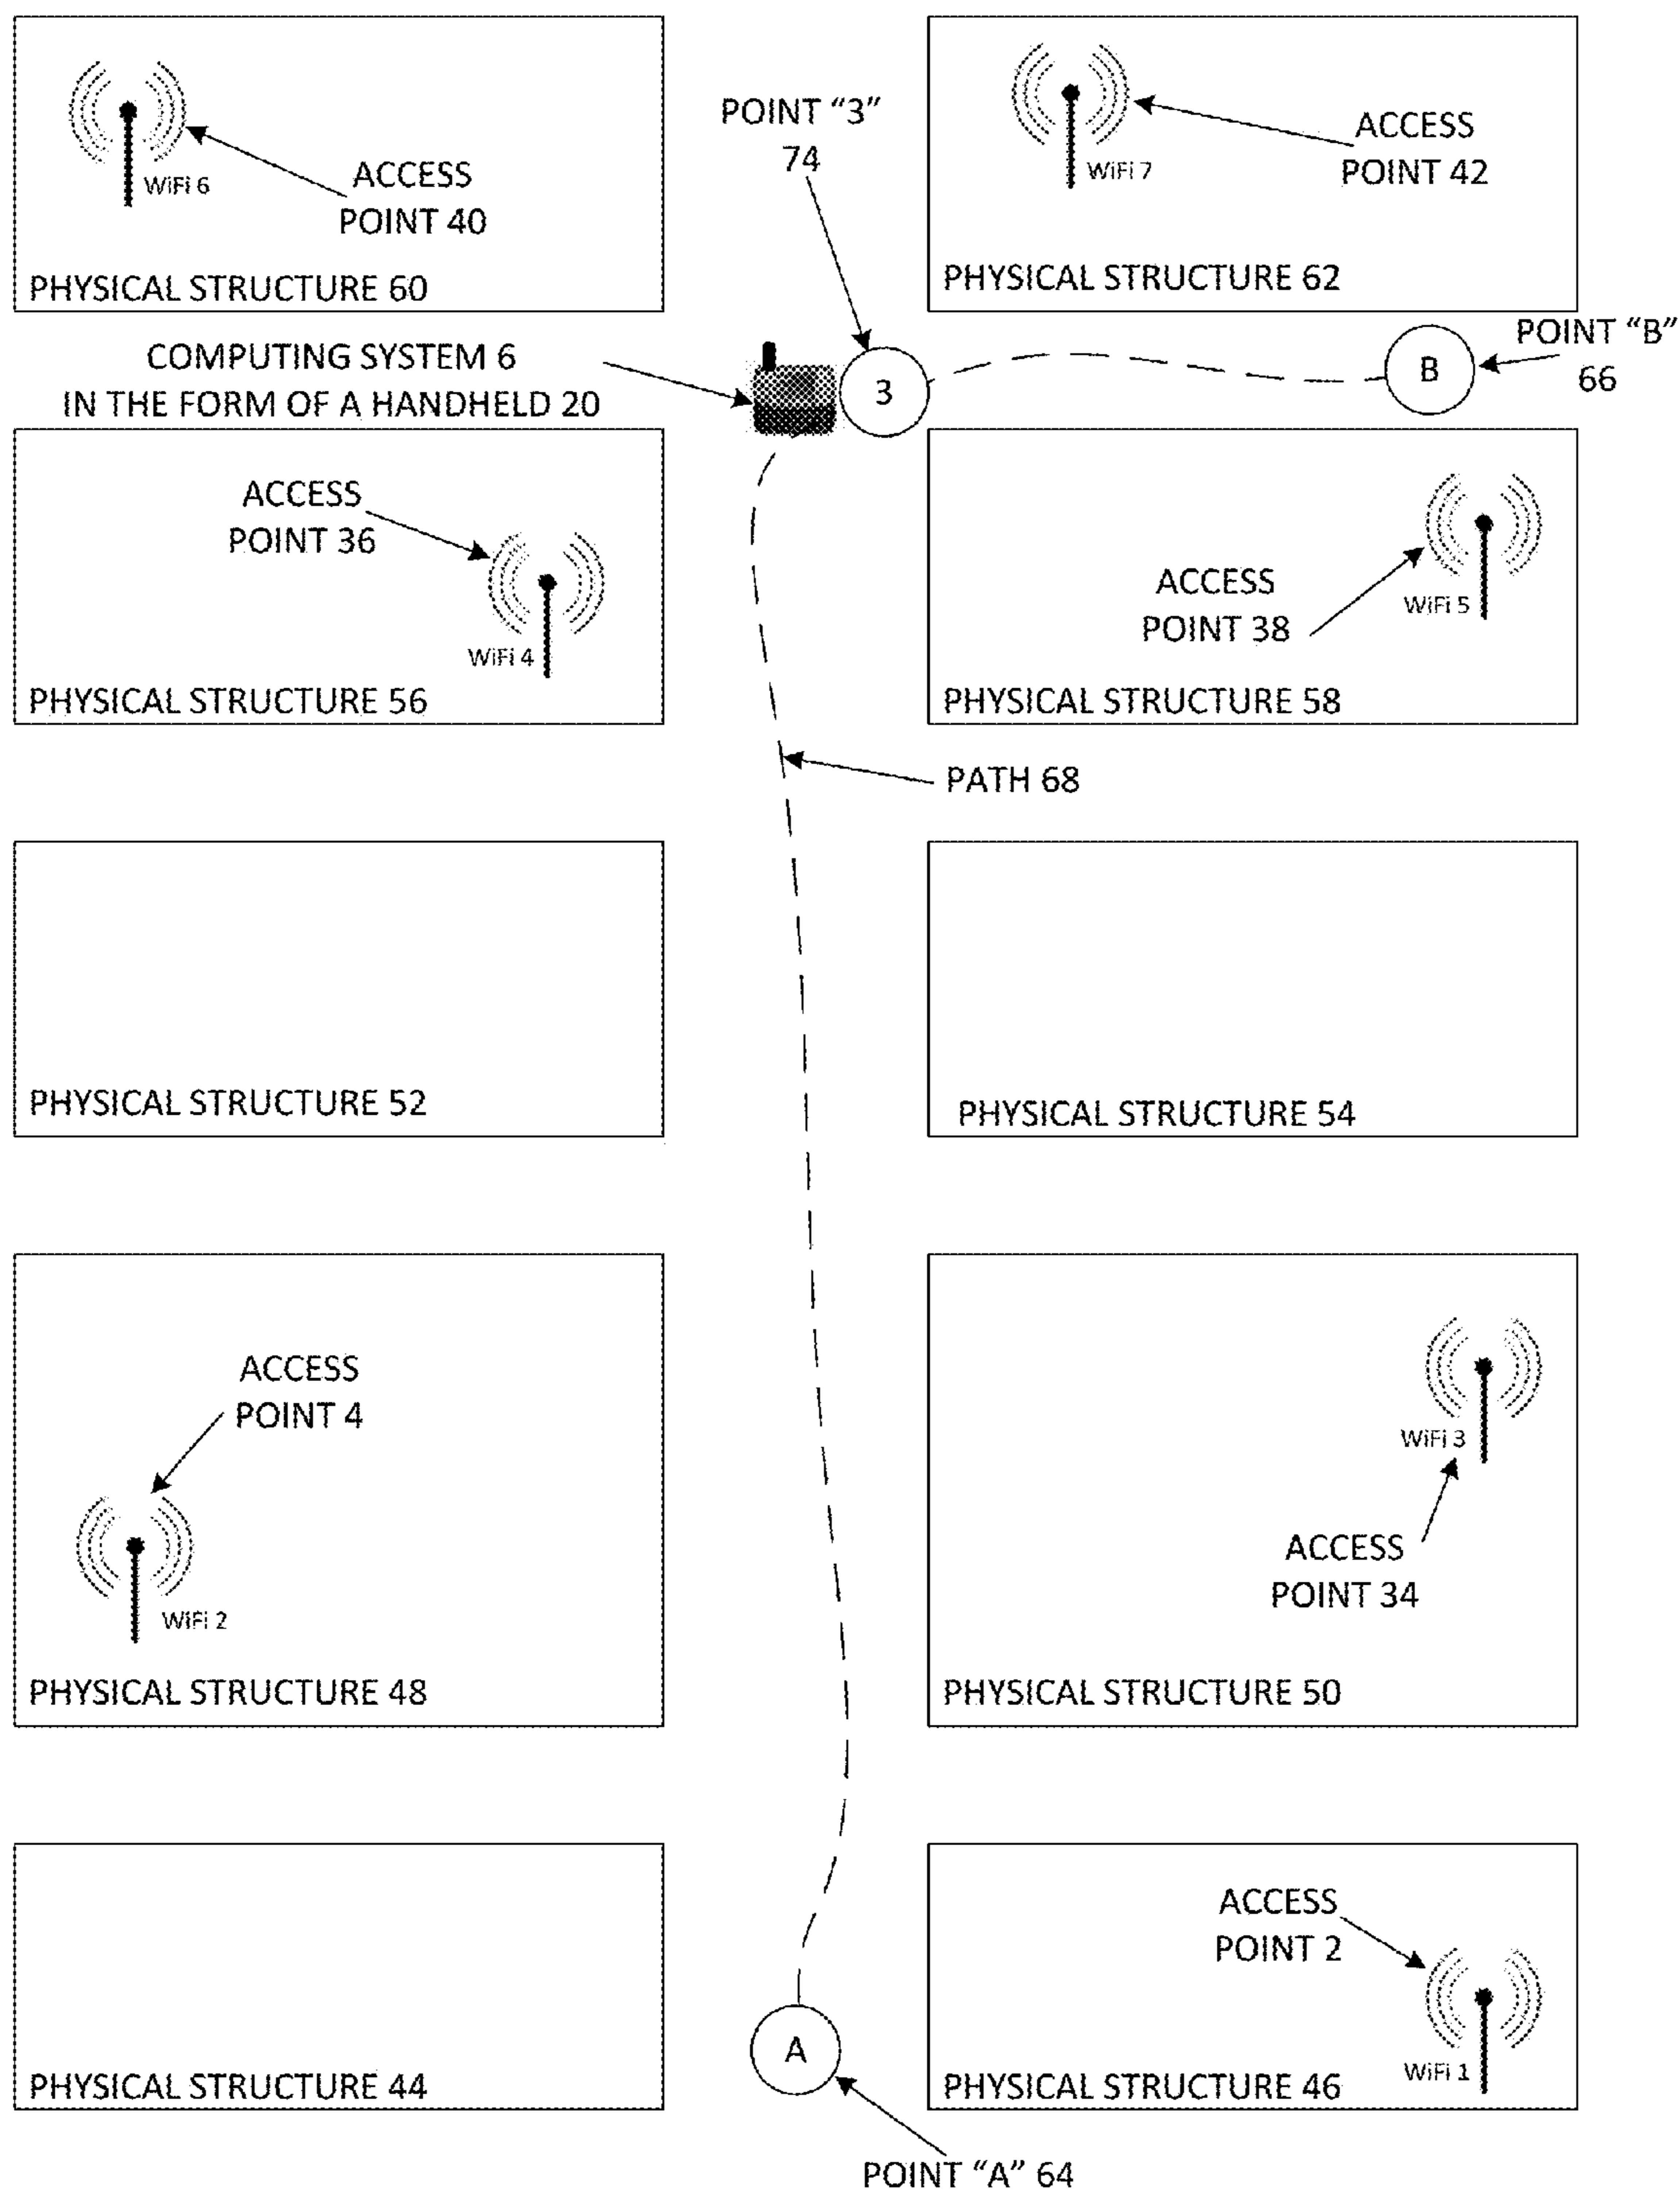 POINT “3”
74
WiFi 6
ACCESS
POINT 40
PHYSICAL STRUCTURE 60
WiFi 7
ACCESS
POINT 42
PHYSICAL STRUCTURE 62
COMPUTING SYSTEM 6
IN THE FORM OF A HANDHELD 20
3
B
POINT “B”
66
ACCESS
POINT 36
WiFi 4
PHYSICAL STRUCTURE 56
ACCESS
POINT 38
WiFi 5
PHYSICAL STRUCTURE 58
PATH 68
PHYSICAL STRUCTURE 52
PHYSICAL STRUCTURE 54
ACCESS
POINT 4
WiFi 2
PHYSICAL STRUCTURE 48
WiFi 3
ACCESS
POINT 34
PHYSICAL STRUCTURE 50
PHYSICAL STRUCTURE 44
ACCESS
POINT 2
WiFi 1
PHYSICAL STRUCTURE 46
A
POINT “A” 64